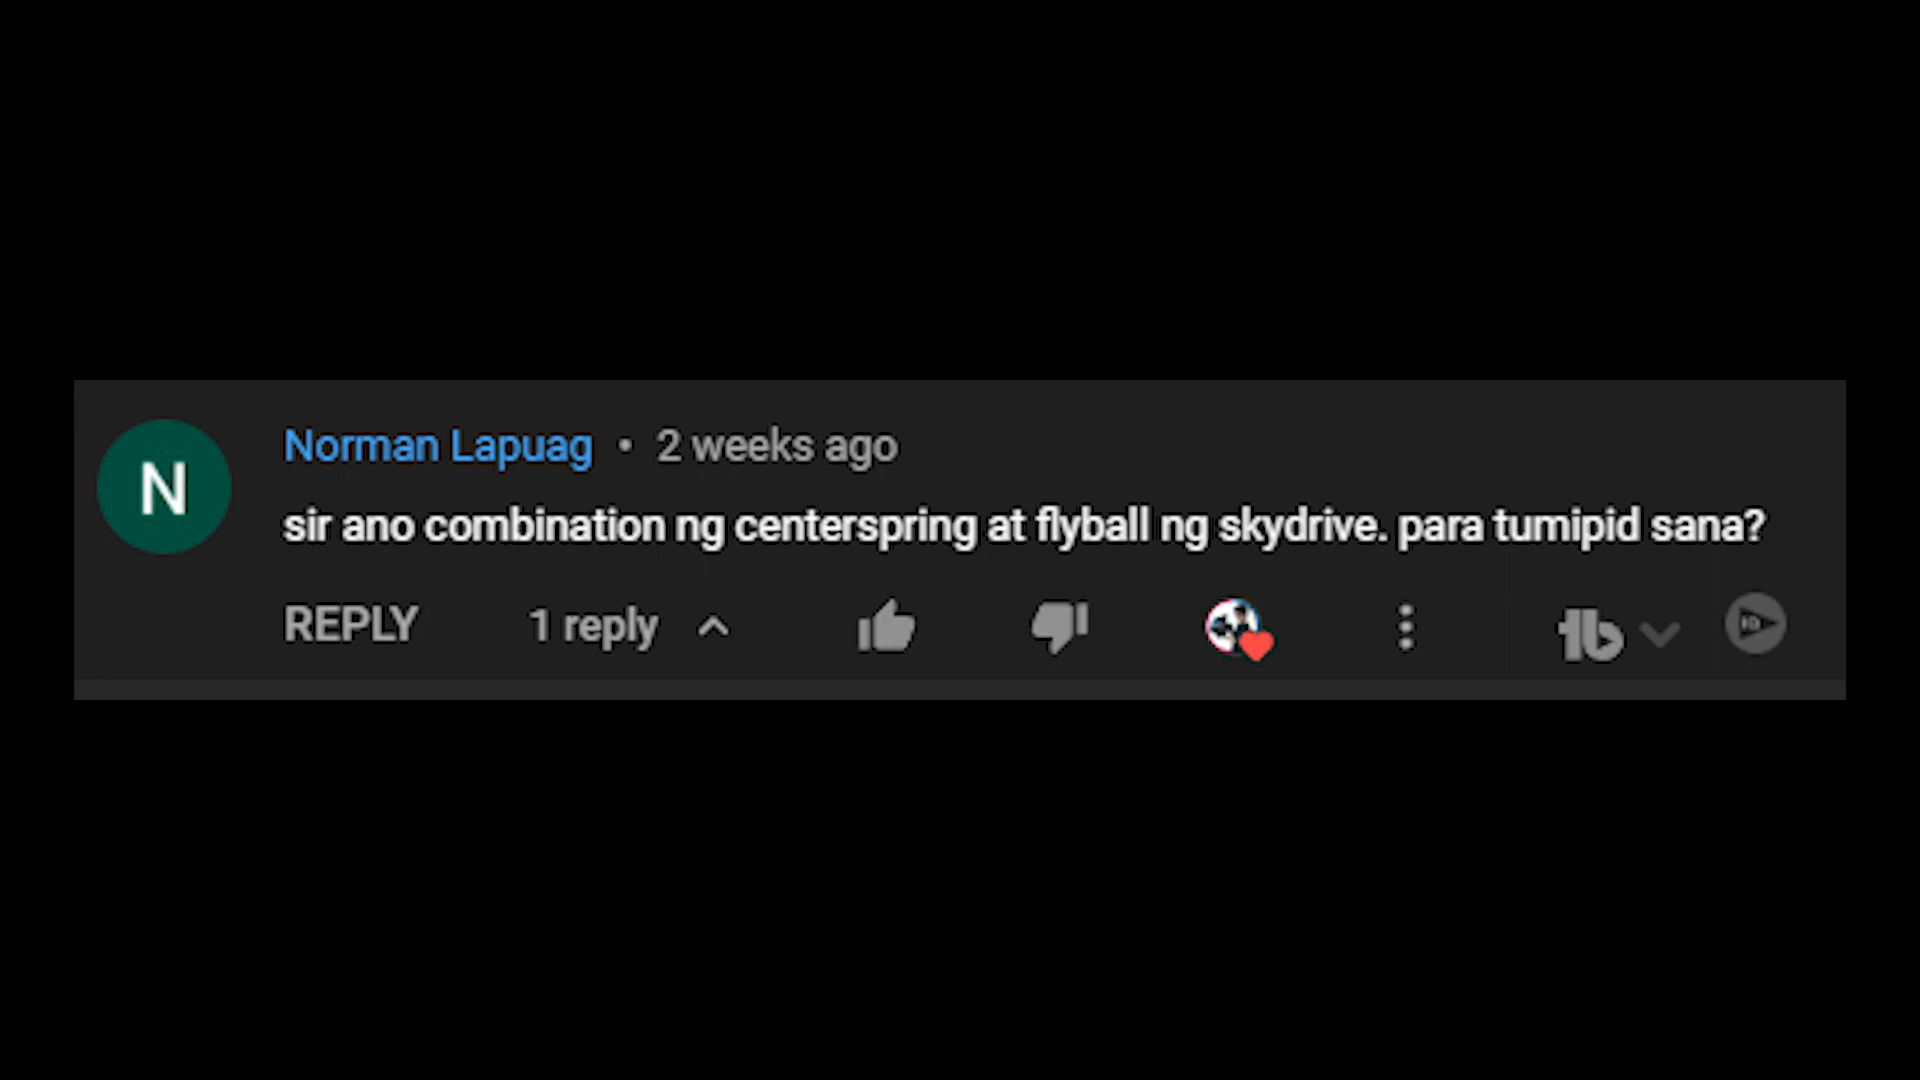 N
Norman Lapuag • 2 weeks ago
sir ano combination ng centerspring at flyball ng skydrive. para tumipid sana?
REPLY 1 reply